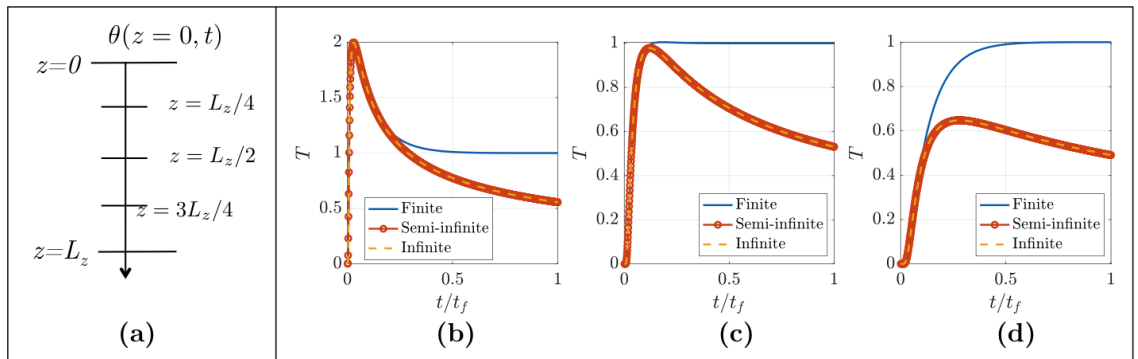 θ(z = 0, t)
z=0
z = L_z/4
z = L_z/2
z = 3L_z/4
z=L_z
(a)
2
1.5
1
0.5
0
T
Finite
Semi-infinite
Infinite
0
0.5
1
t/t_f
(b)
1
0.8
0.6
0.4
0.2
0
T
Finite
Semi-infinite
Infinite
0
0.5
1
t/t_f
(c)
1
0.8
0.6
0.4
0.2
0
T
Finite
Semi-infinite
Infinite
0
0.5
1
t/t_f
(d)